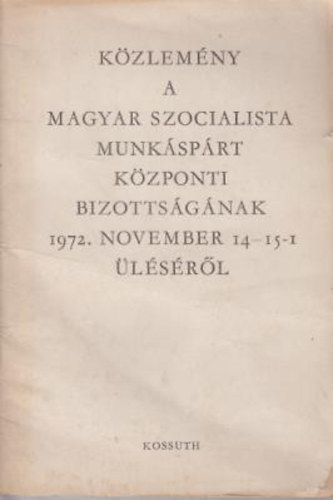 KÖZLEMÉNY
A
MAGYAR SZOCIALISTA
MUNKÁSPÁRT
KÖZPONTI
BIZOTTSÁGÁNAK
1972. NOVEMBER 14–15-I
ÜLÉSÉRŐL
KOSSUTH